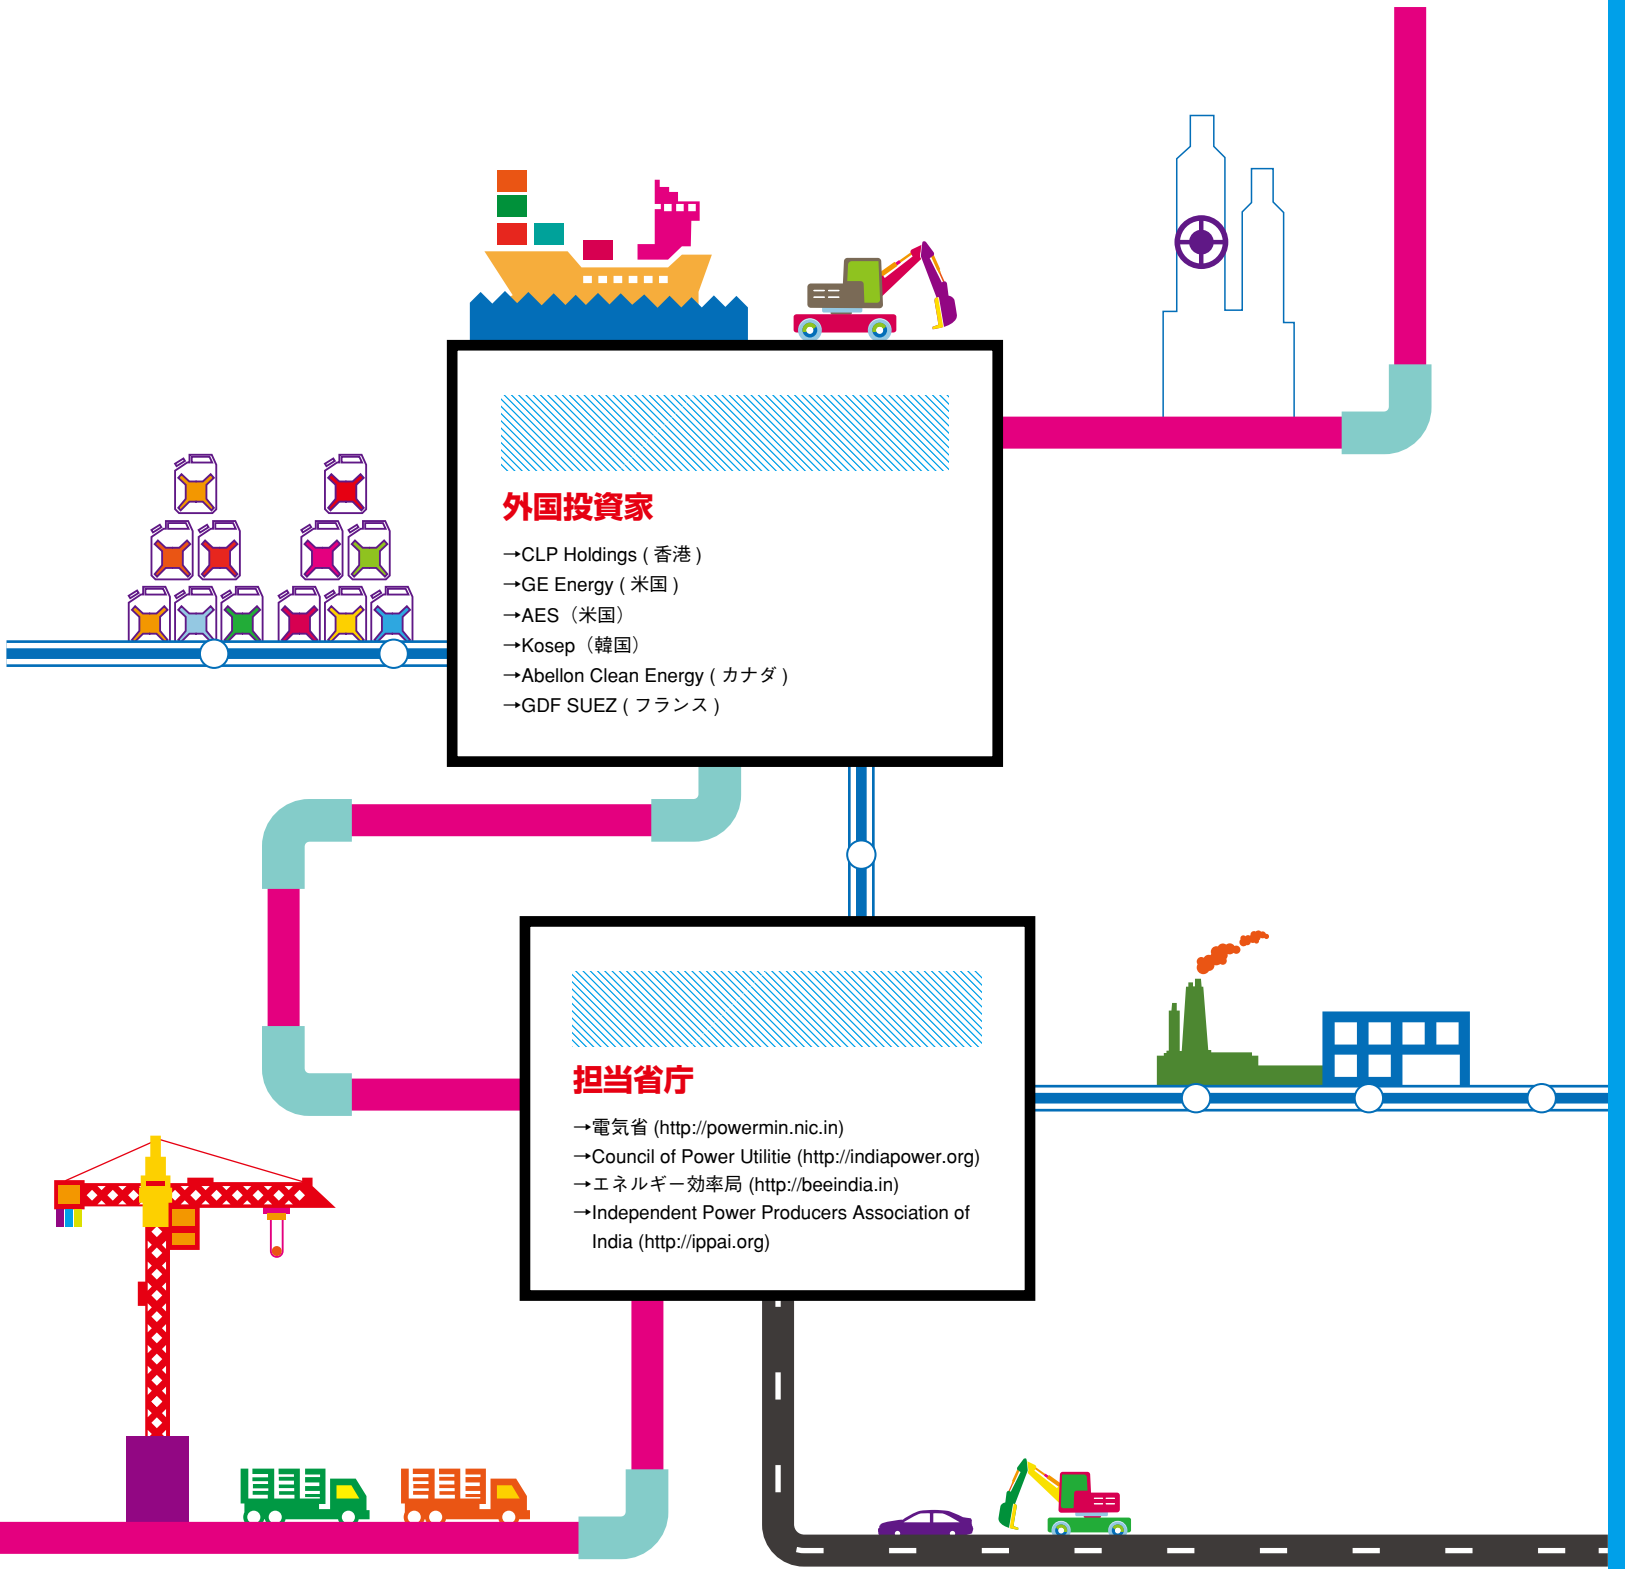 外国投資家
→CLP Holdings ( 香港 )
→GE Energy ( 米国 )
→AES（米国）
→Kosep（韓国）
→Abellon Clean Energy ( カナダ )
→GDF SUEZ ( フランス )
担当省庁
→電気省 (http://powermin.nic.in)
→Council of Power Utilitie (http://indiapower.org)
→エネルギー効率局 (http://beeindia.in)
→Independent Power Producers Association of
India (http://ippai.org)